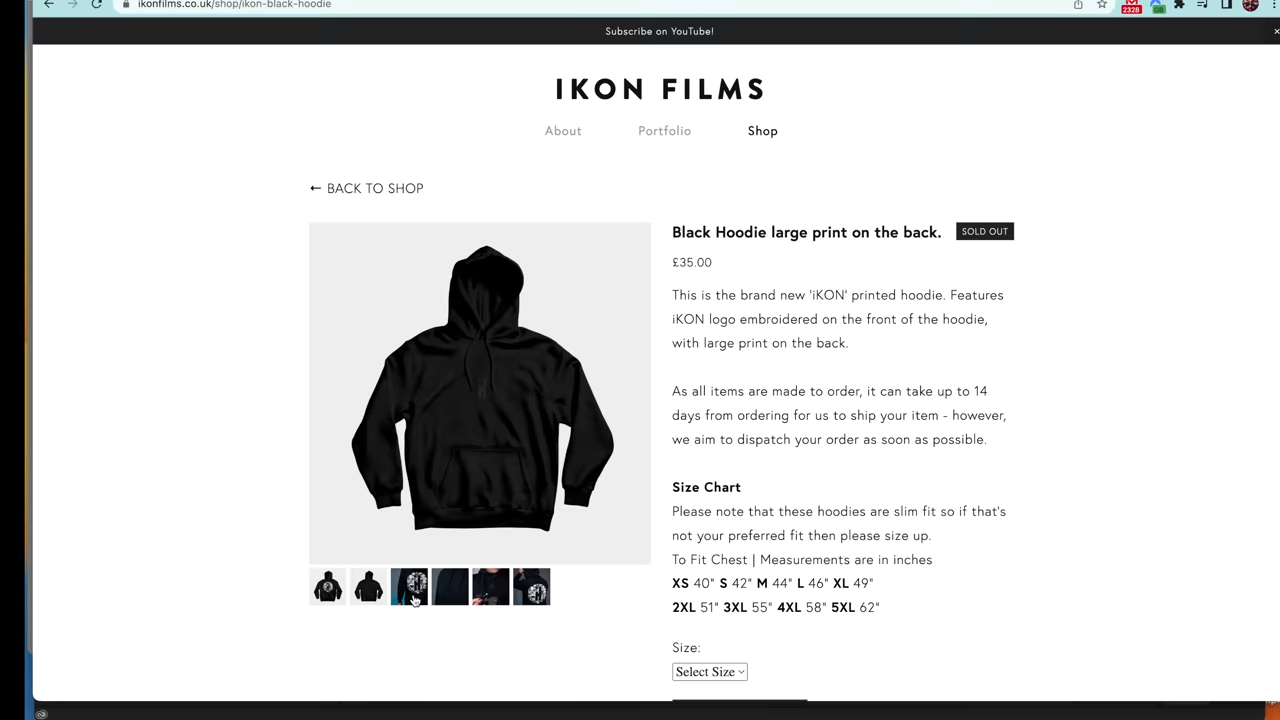 ikonfilms.co.uk/shop/ikon-black-hoodie
2328
Subscribe on YouTube!
IKON FILMS
About Portfolio Shop
← BACK TO SHOP
Black Hoodie large print on the back. SOLD OUT
£35.00
This is the brand new 'iKON' printed hoodie. Features
iKON logo embroidered on the front of the hoodie,
with large print on the back.
As all items are made to order, it can take up to 14
days from ordering for us to ship your item - however,
we aim to dispatch your order as soon as possible.
Size Chart
Please note that these hoodies are slim fit so if that's
not your preferred fit then please size up.
To Fit Chest | Measurements are in inches
XS 40" S 42" M 44" L 46" XL 49"
2XL 51" 3XL 55" 4XL 58" 5XL 62"
Size:
Select Size